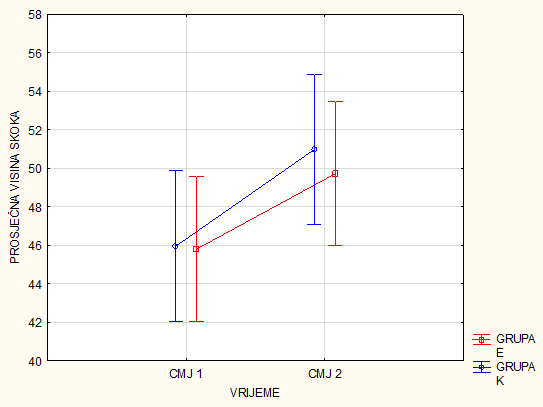 58
56
54
52
50
48
46
44
42
40
PROSJEČNA VISINA SKOKA
CMJ 1
CMJ 2
VRIJEME
GRUPA
E
GRUPA
K